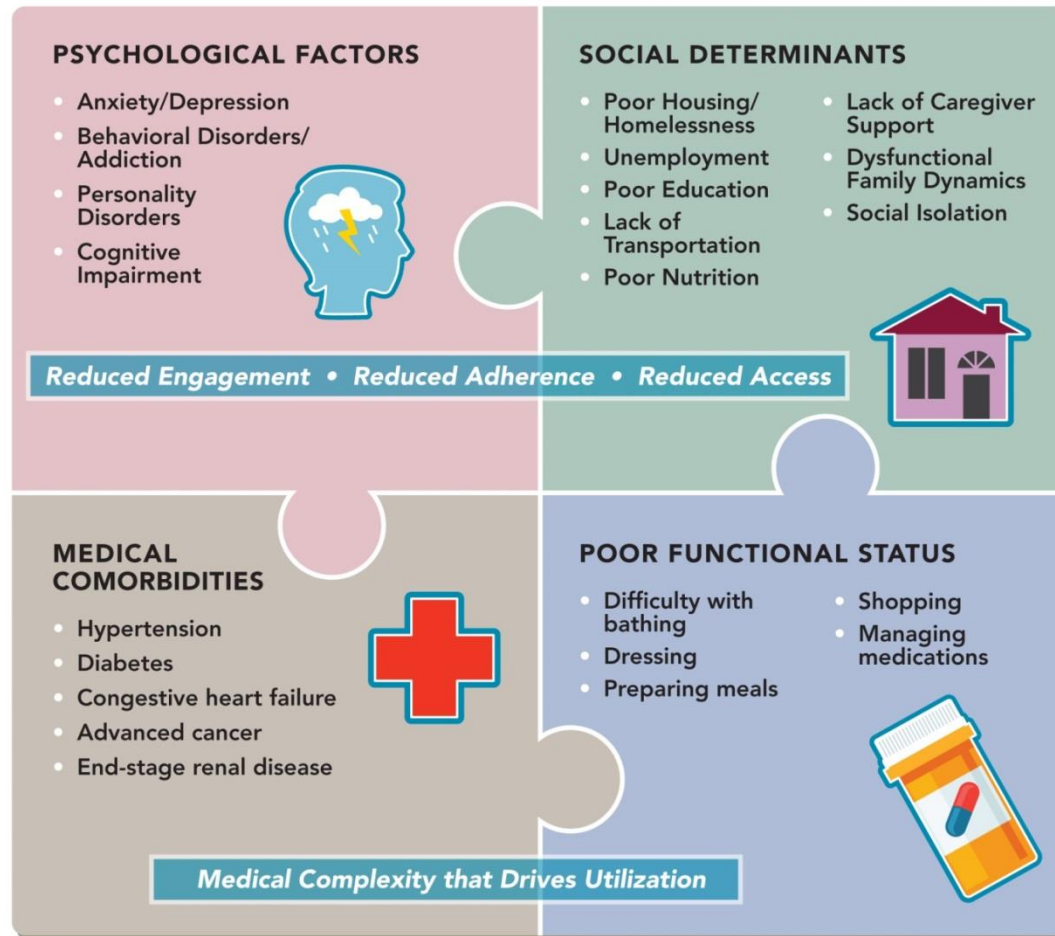 PSYCHOLOGICAL FACTORS
Anxiety/Depression
Behavioral Disorders/
Addiction
Personality
Disorders
Cognitive
Impairment
SOCIAL DETERMINANTS
Poor Housing/
Homelessness
Unemployment
Poor Education
Lack of
Transportation
Poor Nutrition
Lack of Caregiver
Support
Dysfunctional
Family Dynamics
Social Isolation
Reduced Engagement • Reduced Adherence • Reduced Access
MEDICAL
COMORBIDITIES
Hypertension
Diabetes
Congestive heart failure
Advanced cancer
End-stage renal disease
POOR FUNCTIONAL STATUS
Difficulty with
bathing
Dressing
Preparing meals
Shopping
Managing
medications
Medical Complexity that Drives Utilization